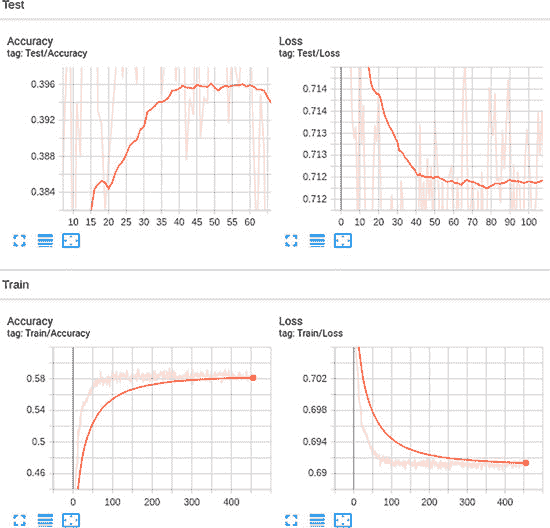 Test
Accuracy
tag: Test/Accuracy
0.396
0.392
0.388
0.384
10 15 20 25 30 35 40 45 50 55 60
Loss
tag: Test/Loss
0.714
0.714
0.713
0.713
0.712
0.712
0 10 20 30 40 50 60 70 80 90 100
Train
Accuracy
tag: Train/Accuracy
0.58
0.54
0.5
0.46
0 100 200 300 400
Loss
tag: Train/Loss
0.702
0.698
0.694
0.69
0 100 200 300 400